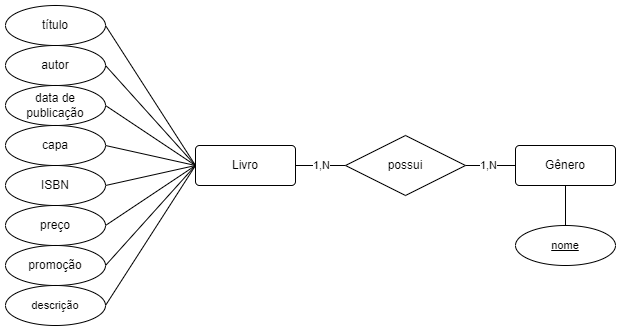 título
autor
data de
publicação
capa
ISBN
preço
promoção
descrição
Livro
1,N
possui
1,N
Gênero
nome